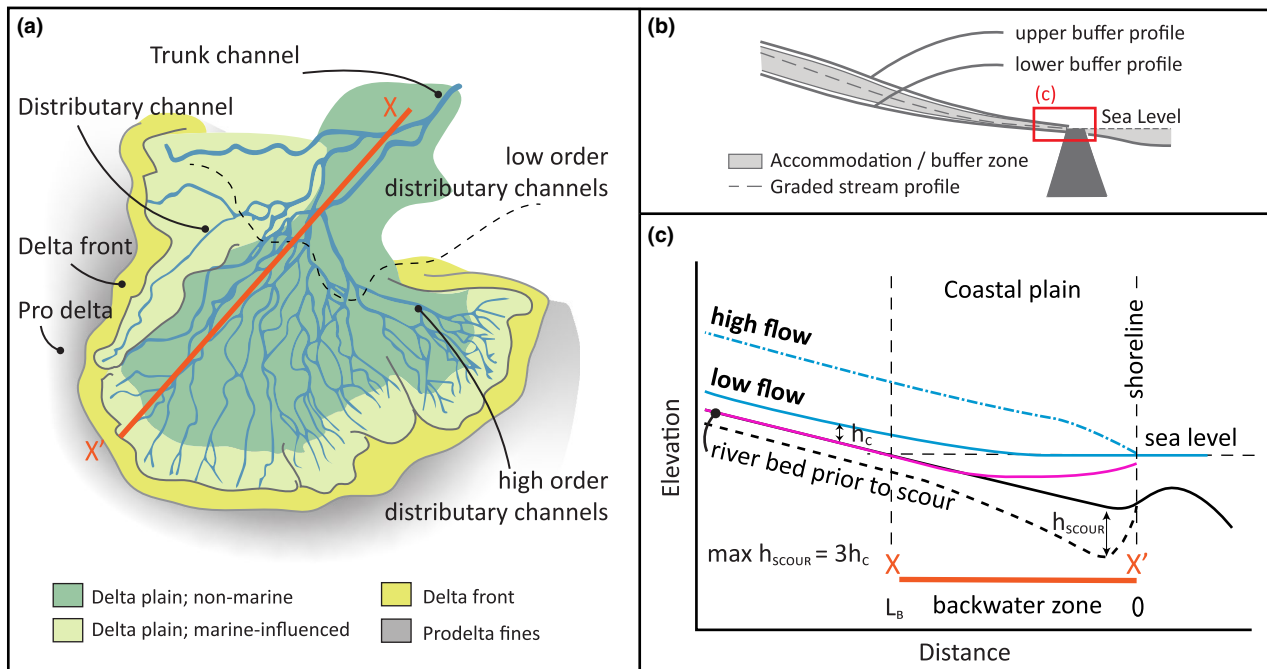 (a)
Trunk channel
X
Distributary channel
low order
distributary channels
Delta front
Pro delta
X'
high order
distributary channels
Delta plain; non-marine
Delta plain; marine-influenced
Delta front
Prodelta fines
(b)
upper buffer profile
lower buffer profile
(c)
Sea Level
Accommodation / buffer zone
Graded stream profile
(c)
Coastal plain
high flow
low flow
shoreline
hC
sea level
river bed prior to scour
Elevation
hSCOUR
max hSCOUR = 3hC
X
X'
LB
backwater zone
0
Distance